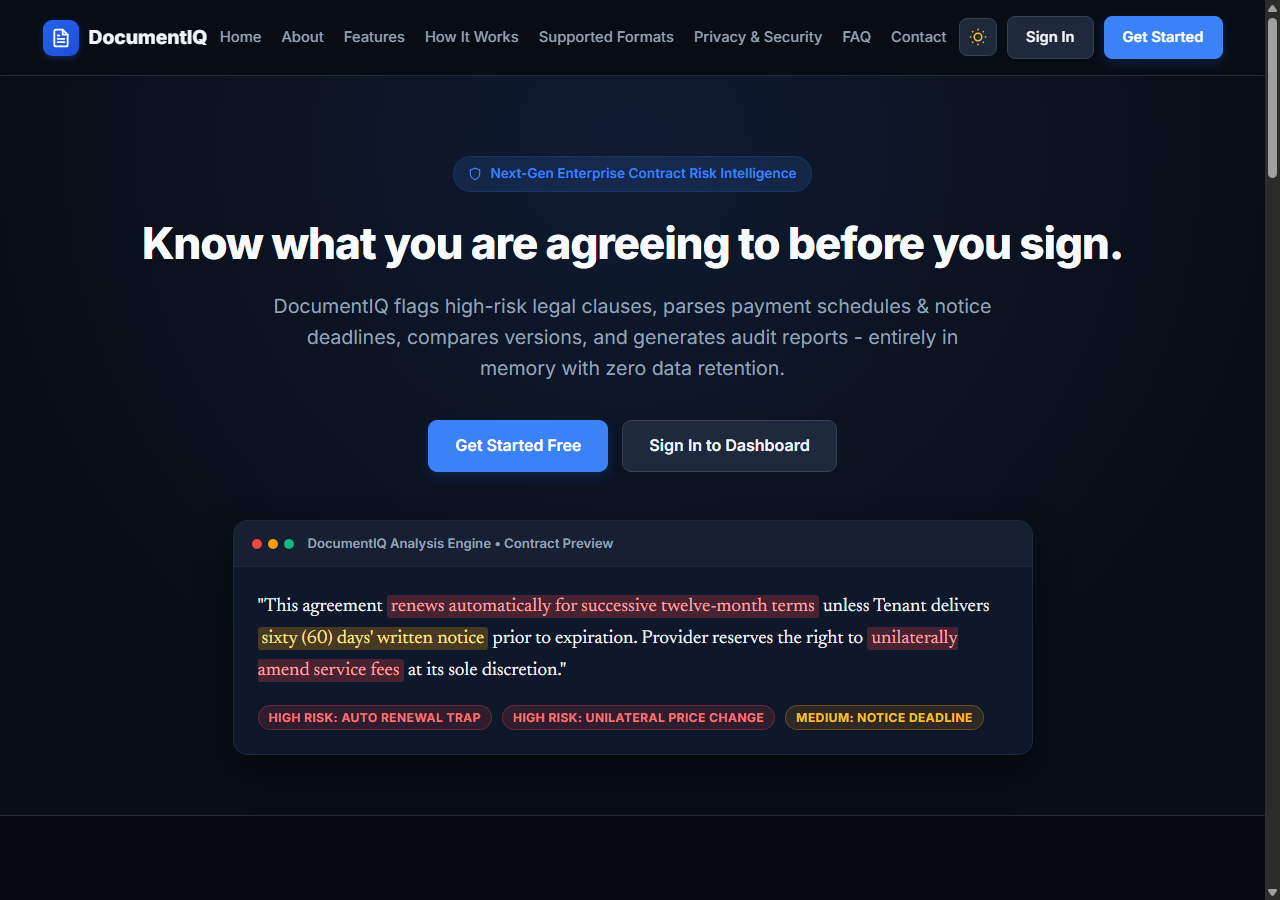 DocumentIQ Home About Features How It Works Supported Formats Privacy & Security FAQ Contact Sign In Get Started
Next-Gen Enterprise Contract Risk Intelligence
Know what you are agreeing to before you sign.
DocumentIQ flags high-risk legal clauses, parses payment schedules & notice
deadlines, compares versions, and generates audit reports - entirely in
memory with zero data retention.
Get Started Free Sign In to Dashboard
DocumentIQ Analysis Engine • Contract Preview
"This agreement renews automatically for successive twelve-month terms unless Tenant delivers
sixty (60) days' written notice prior to expiration. Provider reserves the right to unilaterally
amend service fees at its sole discretion."
HIGH RISK: AUTO RENEWAL TRAP HIGH RISK: UNILATERAL PRICE CHANGE MEDIUM: NOTICE DEADLINE